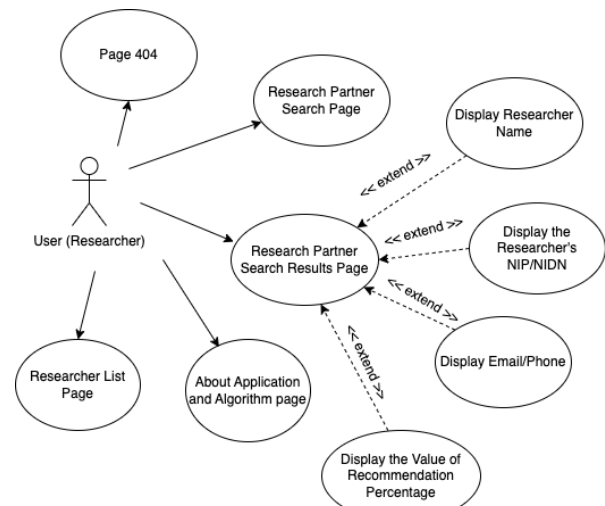 Page 404
Research Partner
Search Page
Display Researcher
Name
<< extend >>
User (Researcher)
Research Partner
Search Results Page
<< extend >>
Display the
Researcher's
NIP/NIDN
<< extend >>
Display Email/Phone
<< extend >>
Researcher List
Page
About Application
and Algorithm page
Display the Value of
Recommendation
Percentage